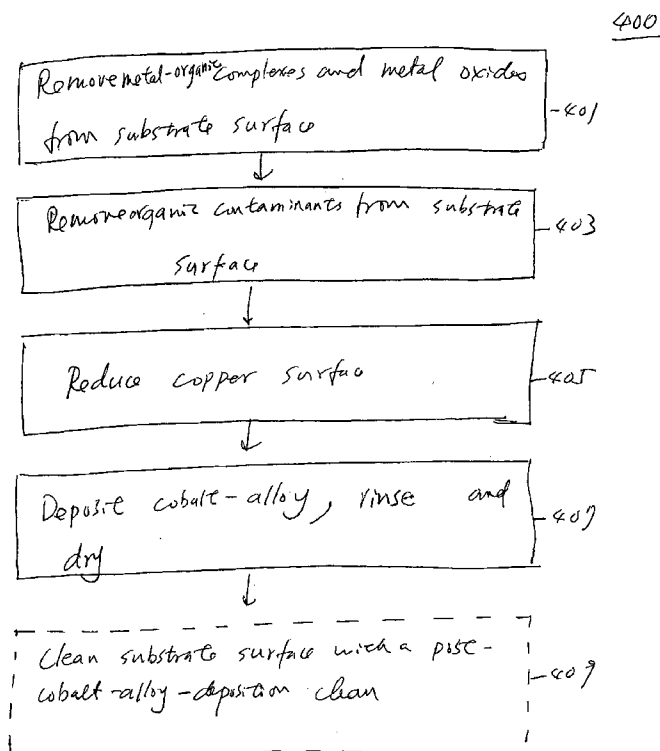 400
Remove metal-organic complexes and metal oxides
from substrate surface
401
Remove organic contaminants from substrate
surface
403
Reduce copper surface
405
Deposit cobalt-alloy, rinse and
dry
407
Clean substrate surface with a post-
cobalt-alloy-deposition clean
409